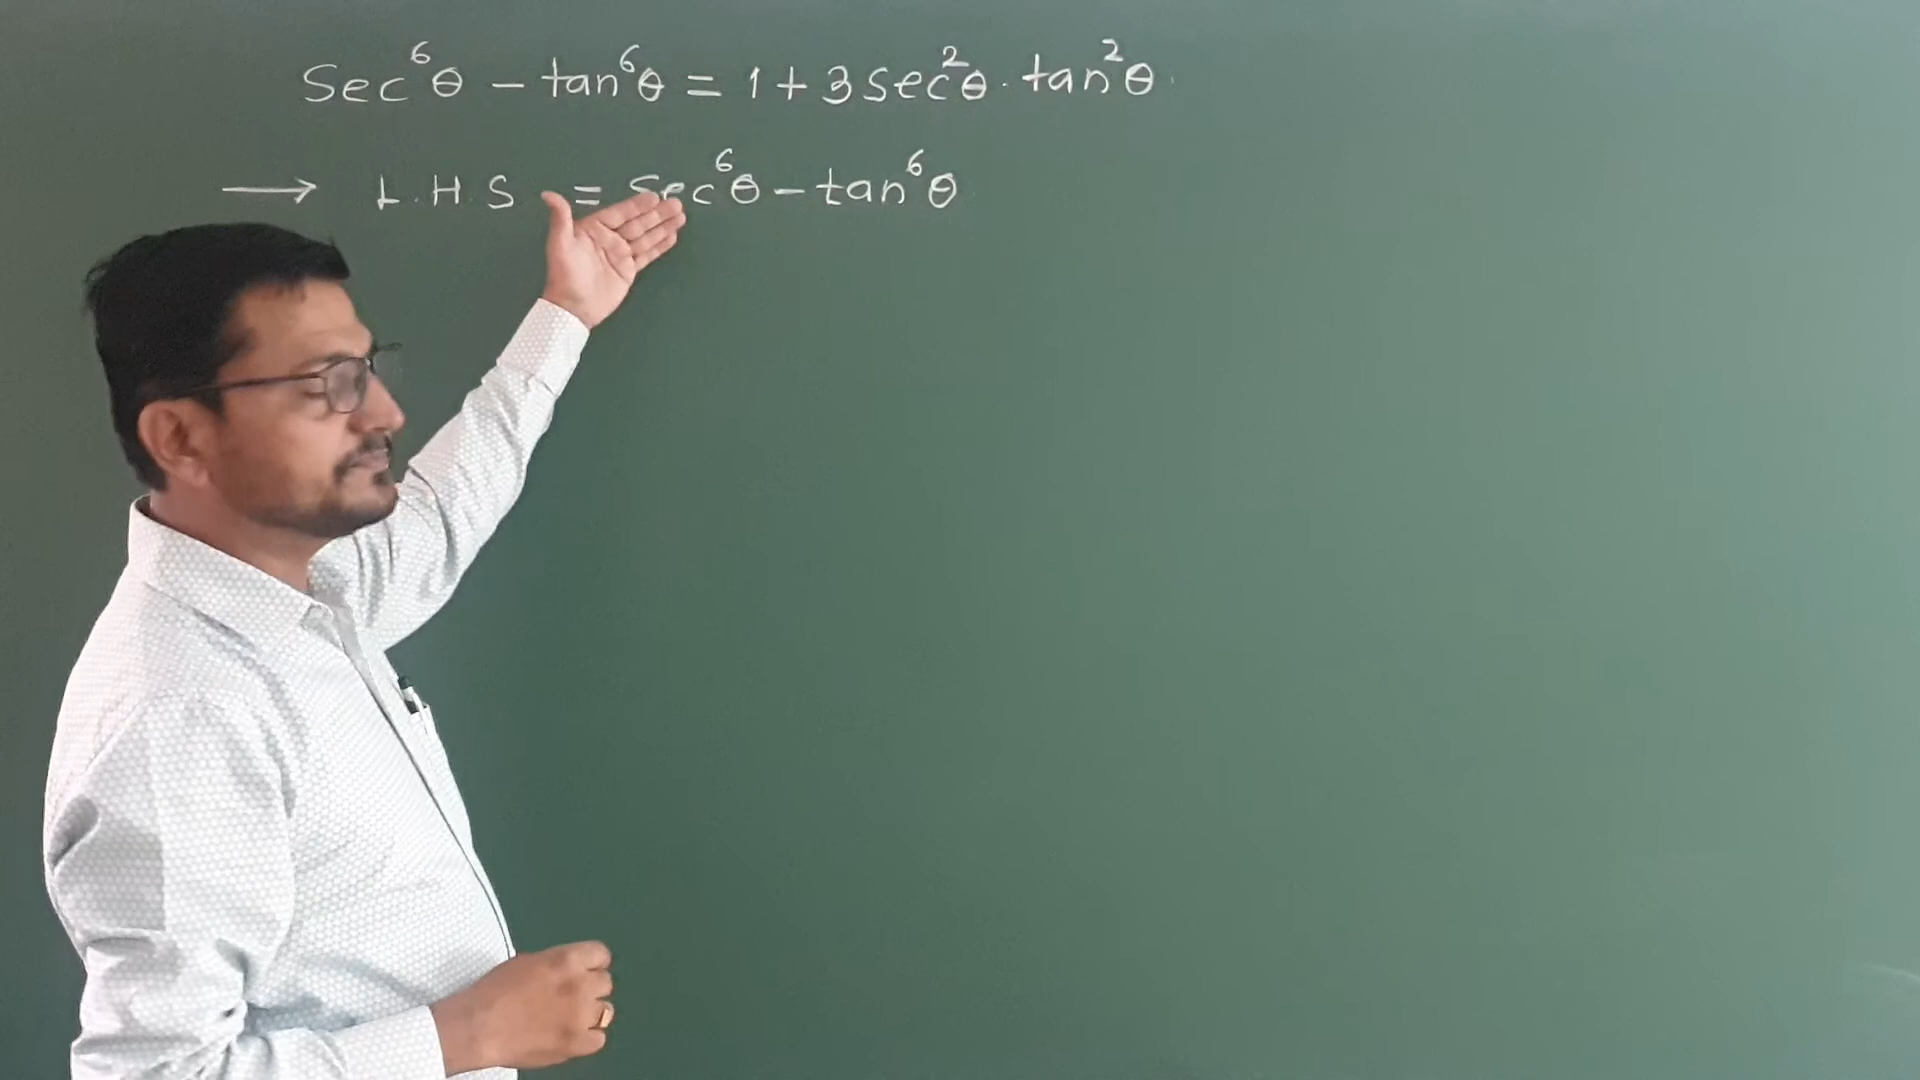 Sec⁶θ − tan⁶θ = 1 + 3 sec²θ · tan²θ
→ L.H.S = Sec⁶θ − tan⁶θ